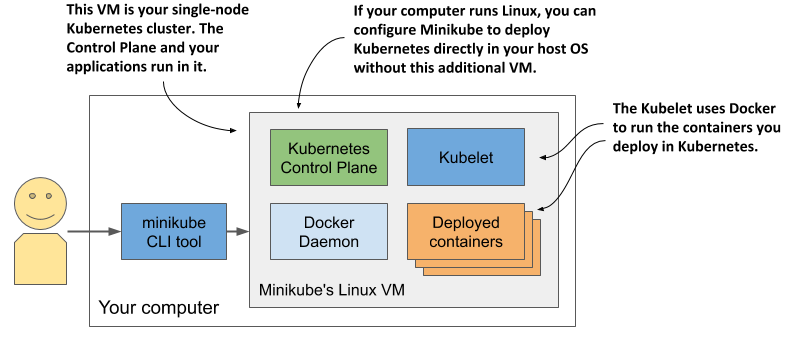 This VM is your single-node
Kubernetes cluster. The
Control Plane and your
applications run in it.
If your computer runs Linux, you can
configure Minikube to deploy
Kubernetes directly in your host OS
without this additional VM.
The Kubelet uses Docker
to run the containers you
deploy in Kubernetes.
Kubernetes
Control Plane
Kubelet
minikube
CLI tool
Docker
Daemon
Deployed
containers
Minikube's Linux VM
Your computer